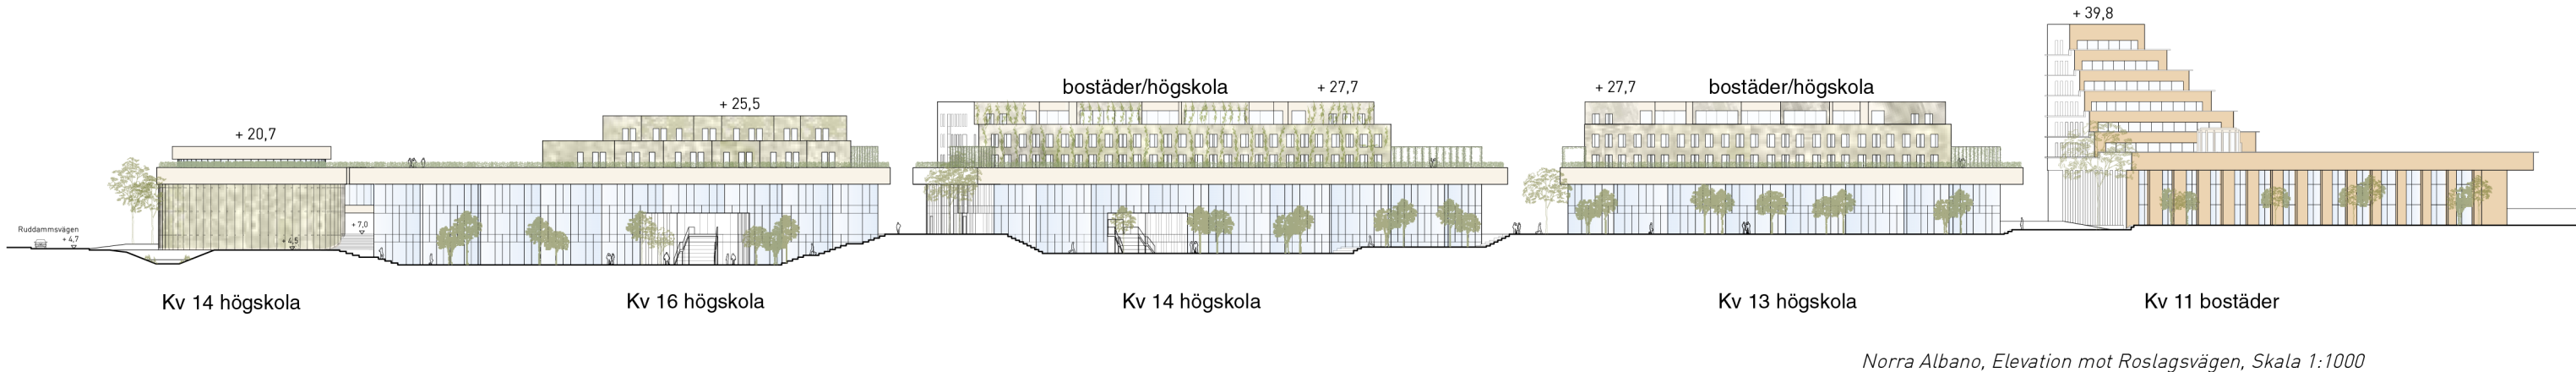 + 39,8
bostäder/högskola
+ 27,7
+ 27,7
bostäder/högskola
+ 25,5
+ 20,7
Ruddammsvägen
+ 4,7
+ 4,5
+ 7,0
Kv 14 högskola
Kv 16 högskola
Kv 14 högskola
Kv 13 högskola
Kv 11 bostäder
Norra Albano, Elevation mot Roslagsvägen, Skala 1:1000